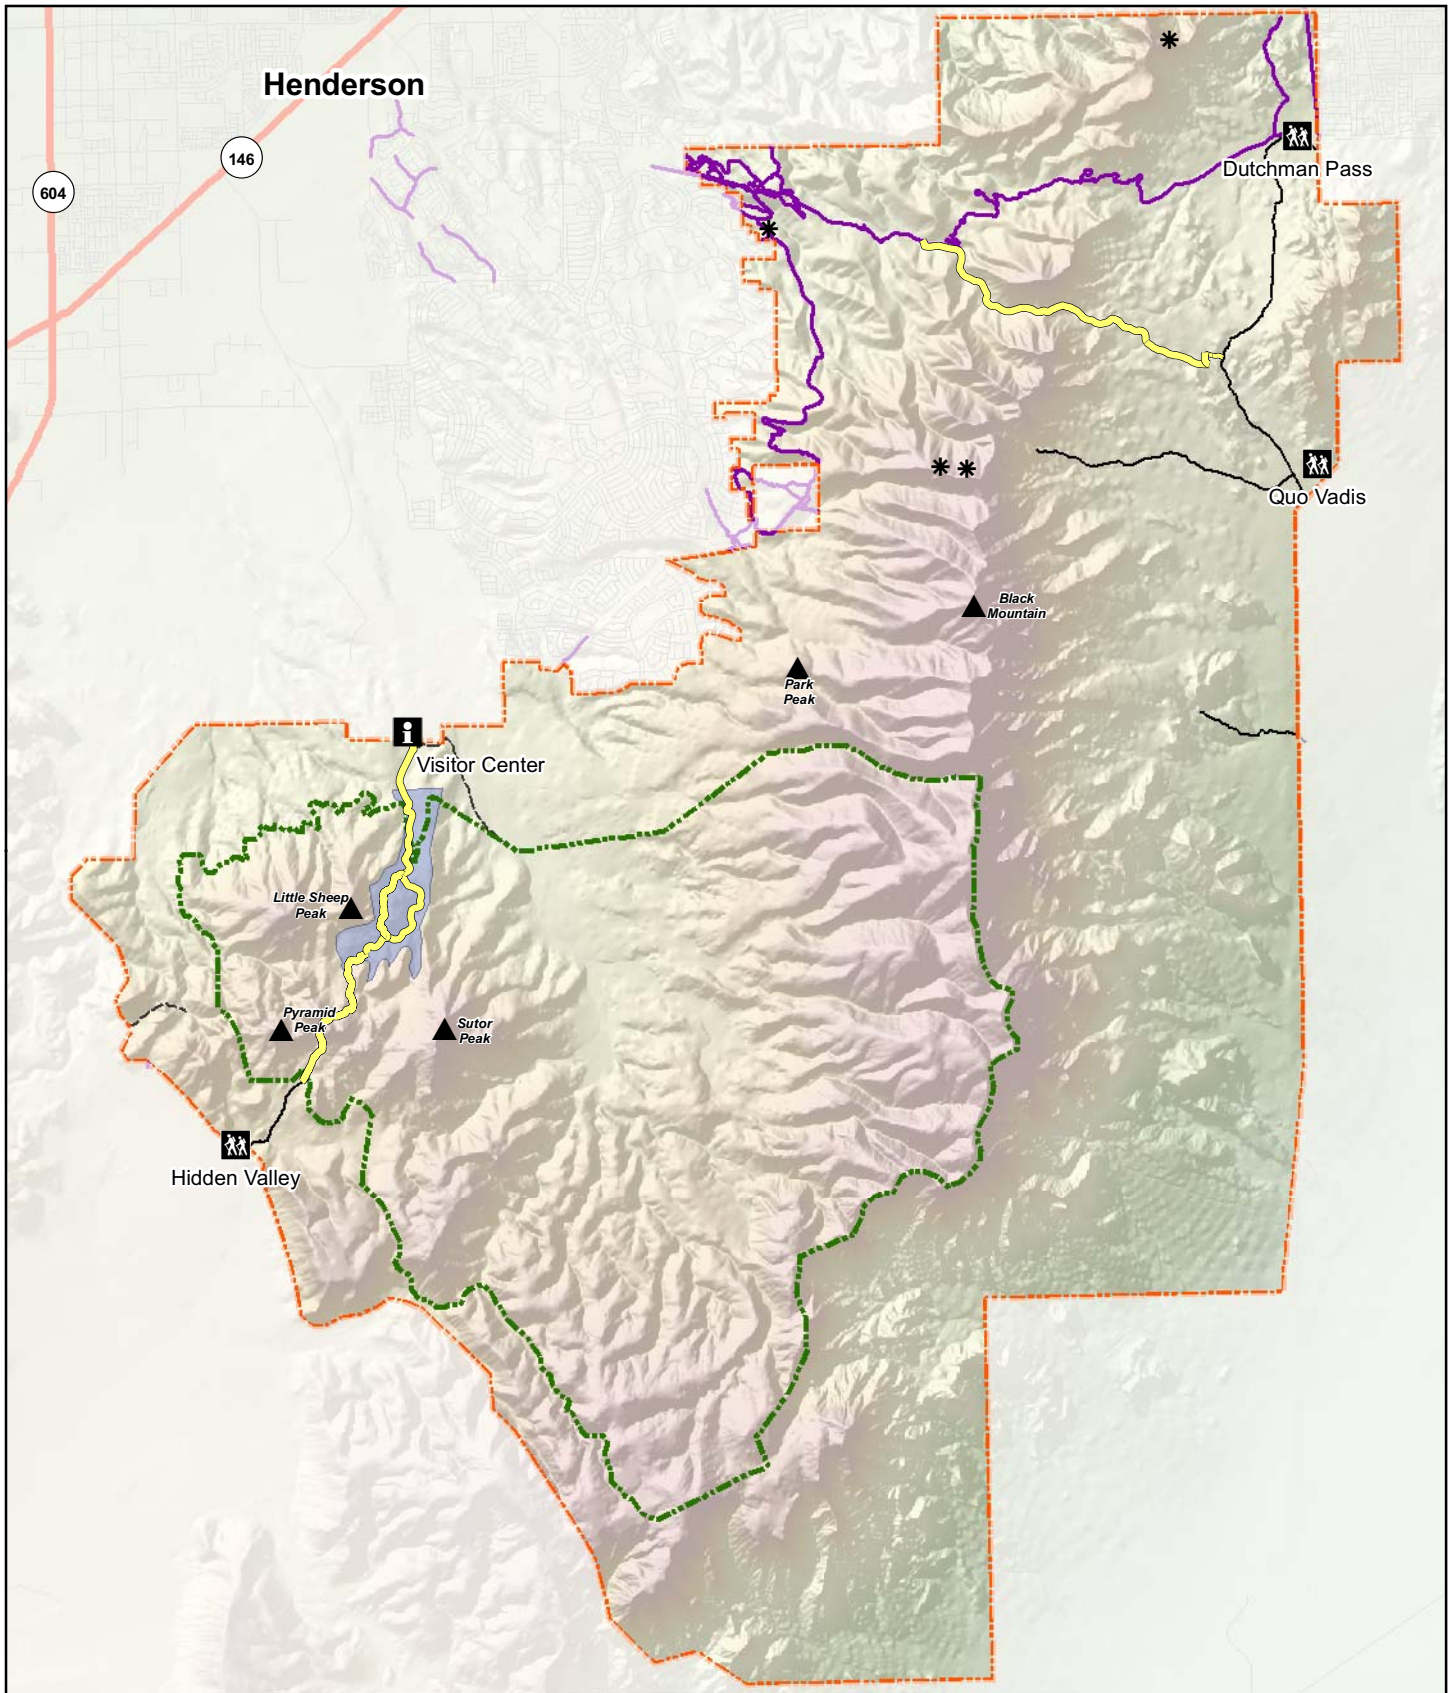 Henderson
146
604
Dutchman Pass
Quo Vadis
Black
Mountain
Park
Peak
i
Visitor Center
Little Sheep
Peak
Pyramid
Peak
Sutor
Peak
Hidden Valley